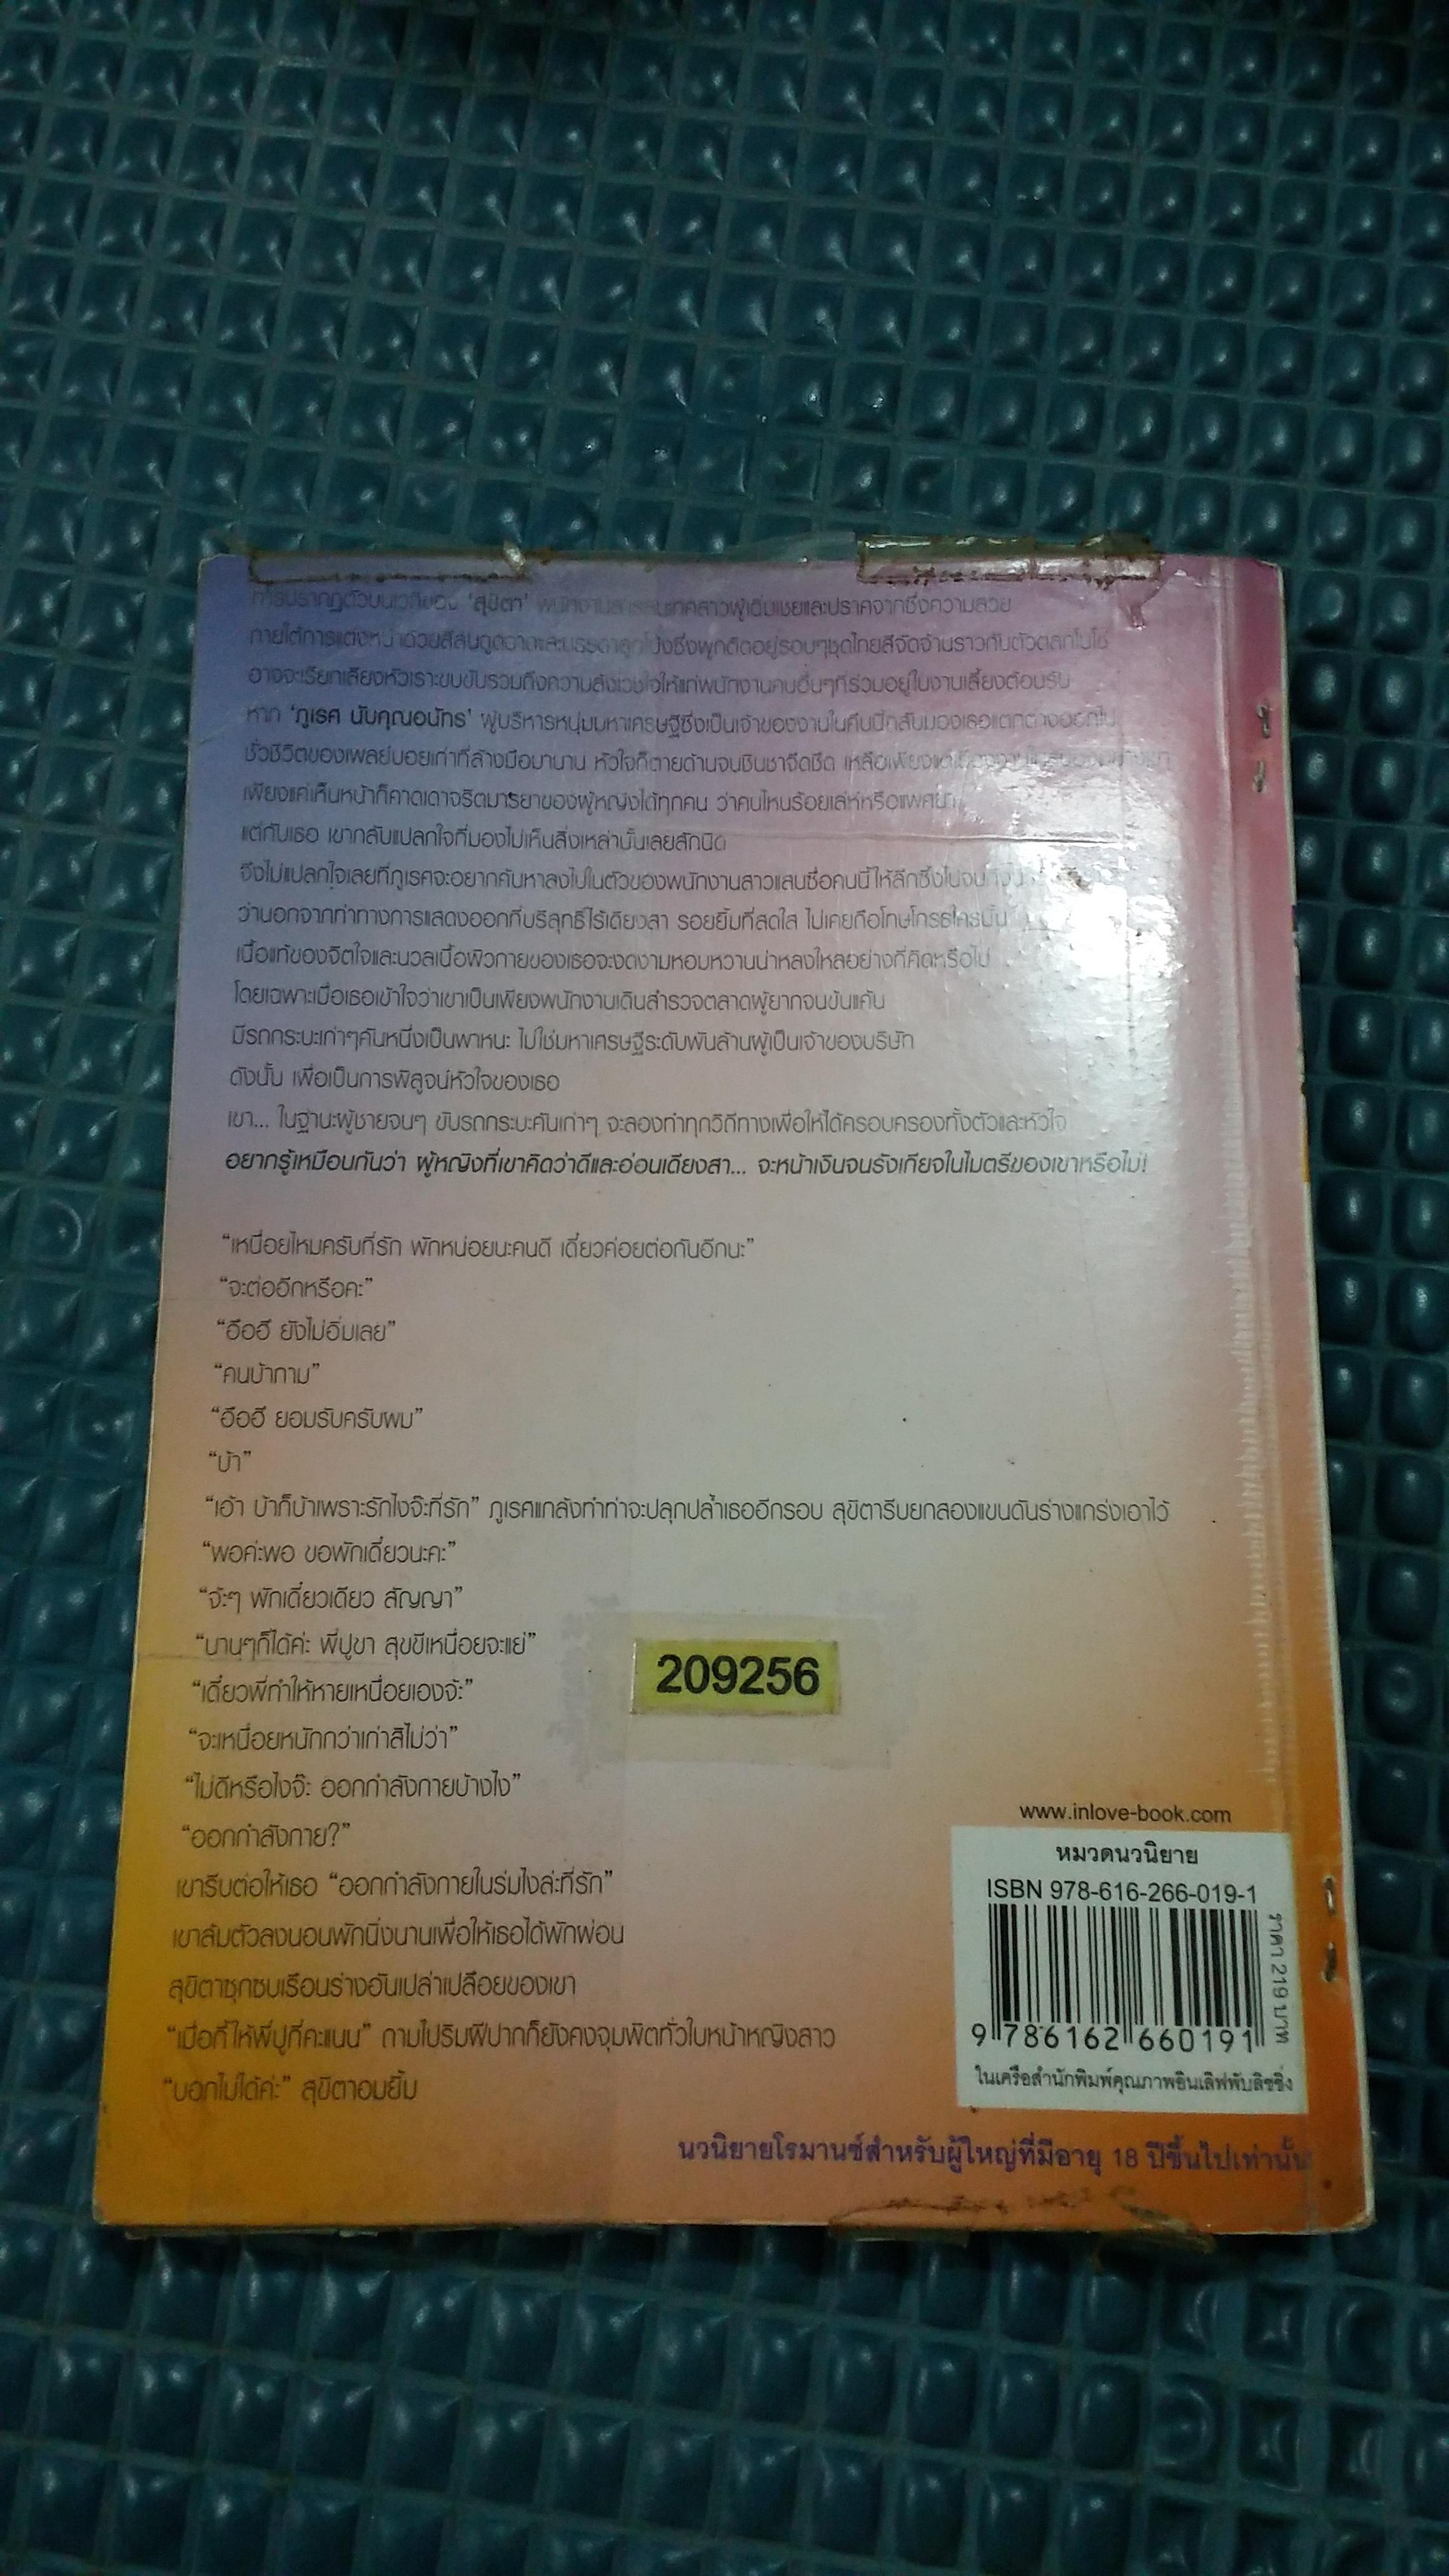 การปรากฏตัวบนเวทีของ ‘สุขิตา’ พนักงานสาวผู้เฉิ่มเชยและปราศจากซึ่งความสวย
ภายใต้การแต่งหน้าด้วยสีสันฉูดฉาดและบรรดาลูกโป่งซึ่งผูกติดอยู่รอบๆชุดไทยสีจัดจ้านราวกับตัวตลกโบโซ่
อาจจะเรียกเสียงหัวเราะขบขันรวมถึงความสังเวชใจให้แก่พนักงานคนอื่นๆที่ร่วมอยู่ในงานเลี้ยงต้อนรับ
หาก ‘ภูเรศ นับคุณอนัทร’ ผู้บริหารหนุ่มมหาเศรษฐีซึ่งเป็นเจ้าของงานในคืนนี้กลับมองเธอแตกต่างออกไป
ชั่วชีวิตของเพลย์บอยเก่าที่ล้างมือมานาน หัวใจก็ตายด้านจนชินชาจืดชืด เหลือเพียง
เพียงแค่เห็นหน้าก็คาดเดาจริตมารยาของผู้หญิงได้ทุกคน ว่าคนไหนร้อยเล่ห์หรือแพศยา
แต่กับเธอ เขากลับแปลกใจที่มองไม่เห็นสิ่งเหล่านั้นเลยสักนิด
จึงไม่แปลกใจเลยที่ภูเรศจะอยากค้นหาลงไปในตัวของพนักงานสาวแสนซื่อคนนี้ให้ลึกซึ้งไปจน
ว่านอกจากท่าทางการแสดงออกที่บริสุทธิ์ไร้เดียงสา รอยยิ้มที่สดใส ไม่เคยถือโทษโกรธใครนั้น
เนื้อแท้ของจิตใจและนวลเนื้อผิวกายของเธอจะงดงามหอมหวานน่าหลงใหลอย่างที่คิดหรือไม่
โดยเฉพาะเมื่อเธอเข้าใจว่าเขาเป็นเพียงพนักงานเดินสำรวจตลาดผู้ยากจนข้นแค้น
มีรถกระบะเก่าๆคันหนึ่งเป็นพาหนะ ไม่ใช่มหาเศรษฐีระดับพันล้านผู้เป็นเจ้าของบริษัท
ดังนั้น เพื่อเป็นการพิสูจน์หัวใจของเธอ
เขา... ในฐานะผู้ชายจนๆ ขับรถกระบะคันเก่าๆ จะลองทำทุกวิถีทางเพื่อให้ได้ครอบครองทั้งตัวและหัวใจ
อยากรู้เหมือนกันว่า ผู้หญิงที่เขาคิดว่าดีและอ่อนเดียงสา... จะหน้าเงินจนรังเกียจในไมตรีของเขาหรือไม่!
“เหนื่อยไหมครับที่รัก พักหน่อยนะคนดี เดี๋ยวค่อยต่อกันอีกนะ”
“จะต่ออีกหรือคะ”
“อือฮึ ยังไม่อิ่มเลย”
“คนบ้ากาม”
“อือฮึ ยอมรับครับผม”
“บ้า”
“เอ้า บ้าก็บ้าเพราะรักไงจ๊ะที่รัก” ภูเรศแกล้งทำท่าจะปลุกปล้ำเธออีกรอบ สุขิตารีบยกสองแขนดันร่างแกร่งเอาไว้
“พอค่ะพอ ขอพักเดี๋ยวนะคะ”
“จ้ะๆ พักเดี๋ยวเดียว สัญญา”
“นานๆก็ได้ค่ะ พี่ปูขา สุขขีเหนื่อยจะแย่”
“เดี๋ยวพี่ทำให้หายเหนื่อยเองจ้ะ”
“จะเหนื่อยหนักกว่าเก่าสิไม่ว่า”
“ไม่ดีหรือไงจ๊ะ ออกกำลังกายบ้างไง”
“ออกกำลังกาย?”
เขารีบต่อให้เธอ “ออกกำลังกายในร่มไงล่ะที่รัก”
เขาล้มตัวลงนอนพักนิ่งนานเพื่อให้เธอได้พักผ่อน
สุขิตาซุกซบเรือนร่างอันเปล่าเปลือยของเขา
“เมื่อกี้ให้พี่ปูกี่คะแนน” ถามไปริมฝีปากก็ยังคงจุมพิตทั่วใบหน้าหญิงสาว
“บอกไม่ได้ค่ะ” สุขิตาอมยิ้ม
209256
www.inlove-book.com
หมวดนวนิยาย
ISBN 978-616-266-019-1
ราคา 219 บาท
9 786162 660191
ในเครือสำนักพิมพ์คุณภาพอินเลิฟพับลิชชิ่ง
นวนิยายโรมานซ์สำหรับผู้ใหญ่ที่มีอายุ 18 ปีขึ้นไปเท่านั้น